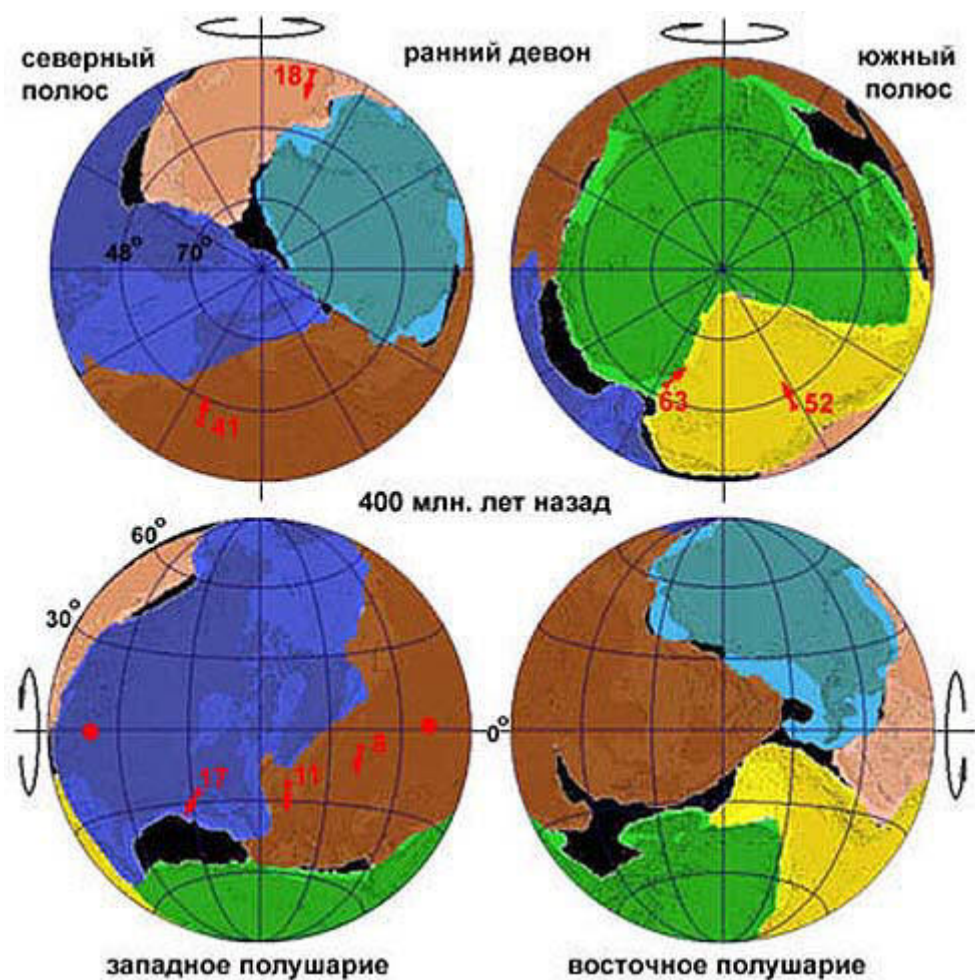 северный
полюс
ранний девон
южный
полюс
18
48°
70°
41
63
52
400 млн. лет назад
60°
30°
0°
8
17
11
западное полушарие
восточное полушарие